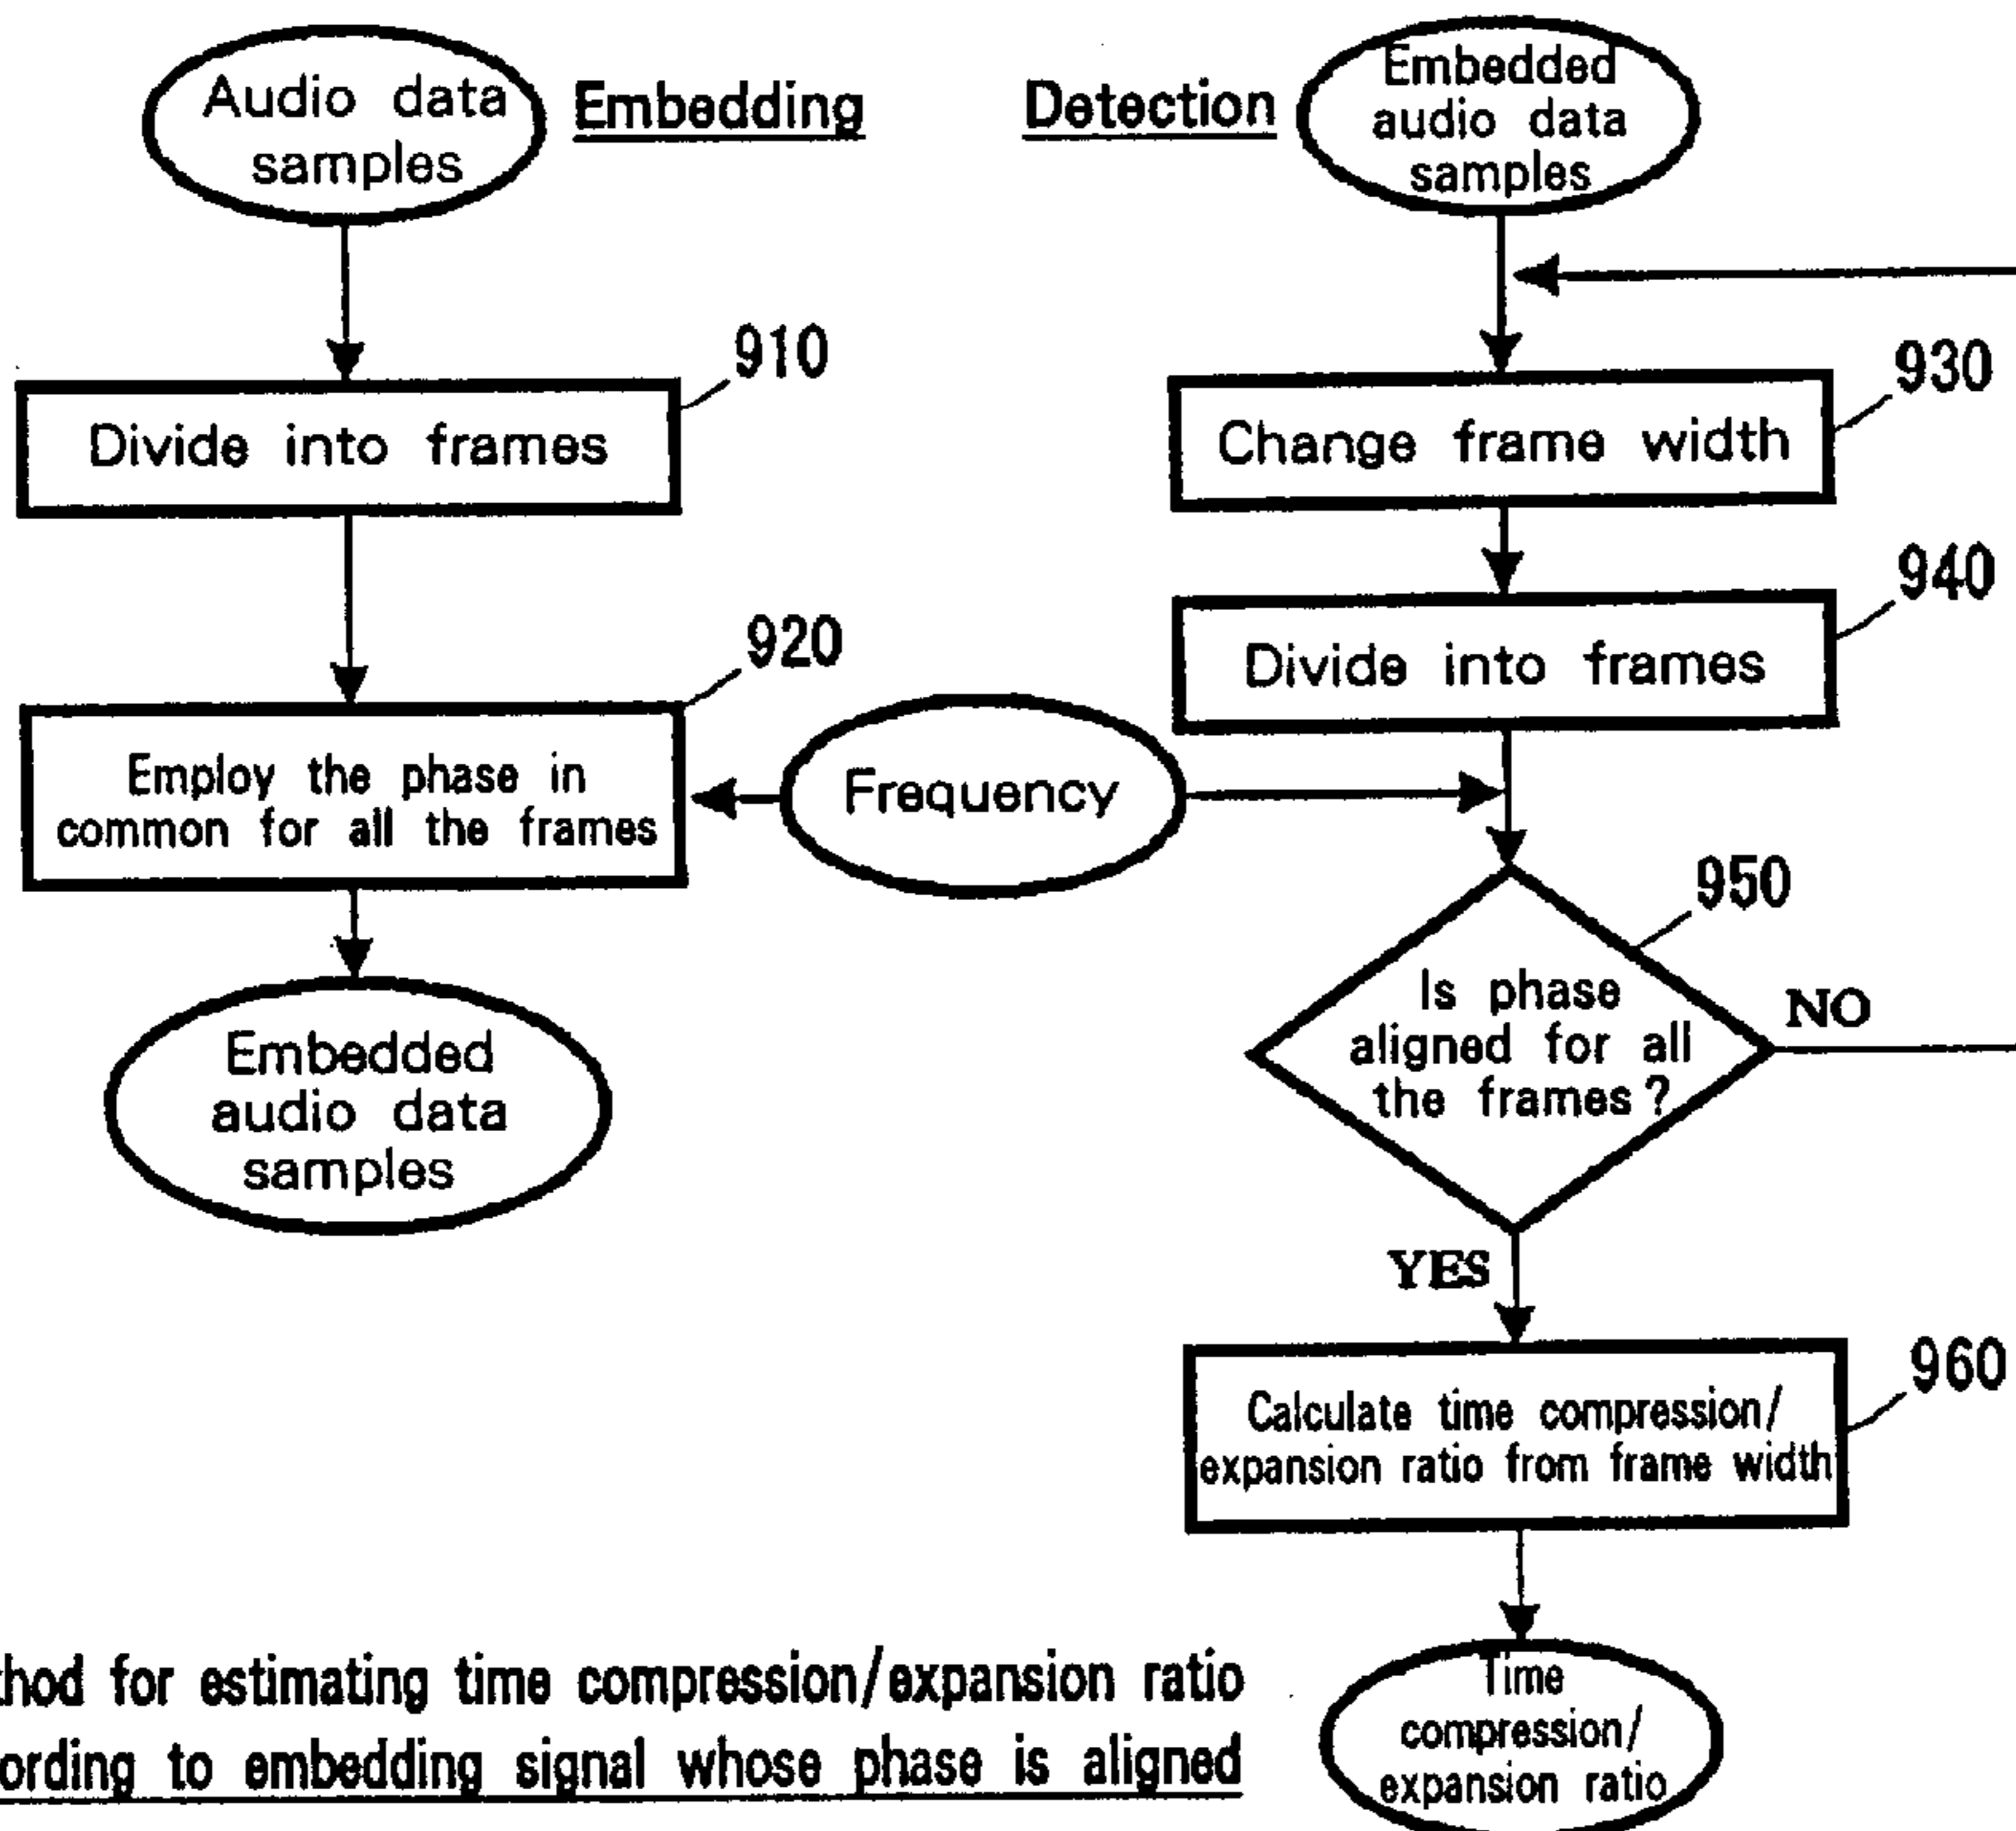 Audio data
samples
Embedding
910
Divide into frames
920
Employ the phase in
common for all the frames
Embedded
audio data
samples
Frequency
Detection
Embedded
audio data
samples
930
Change frame width
940
Divide into frames
950
Is phase
aligned for all
the frames?
NO
YES
960
Calculate time compression/
expansion ratio from frame width
Time
compression/
expansion ratio
for estimating time compression/expansion ratio
to embedding signal whose phase is aligned